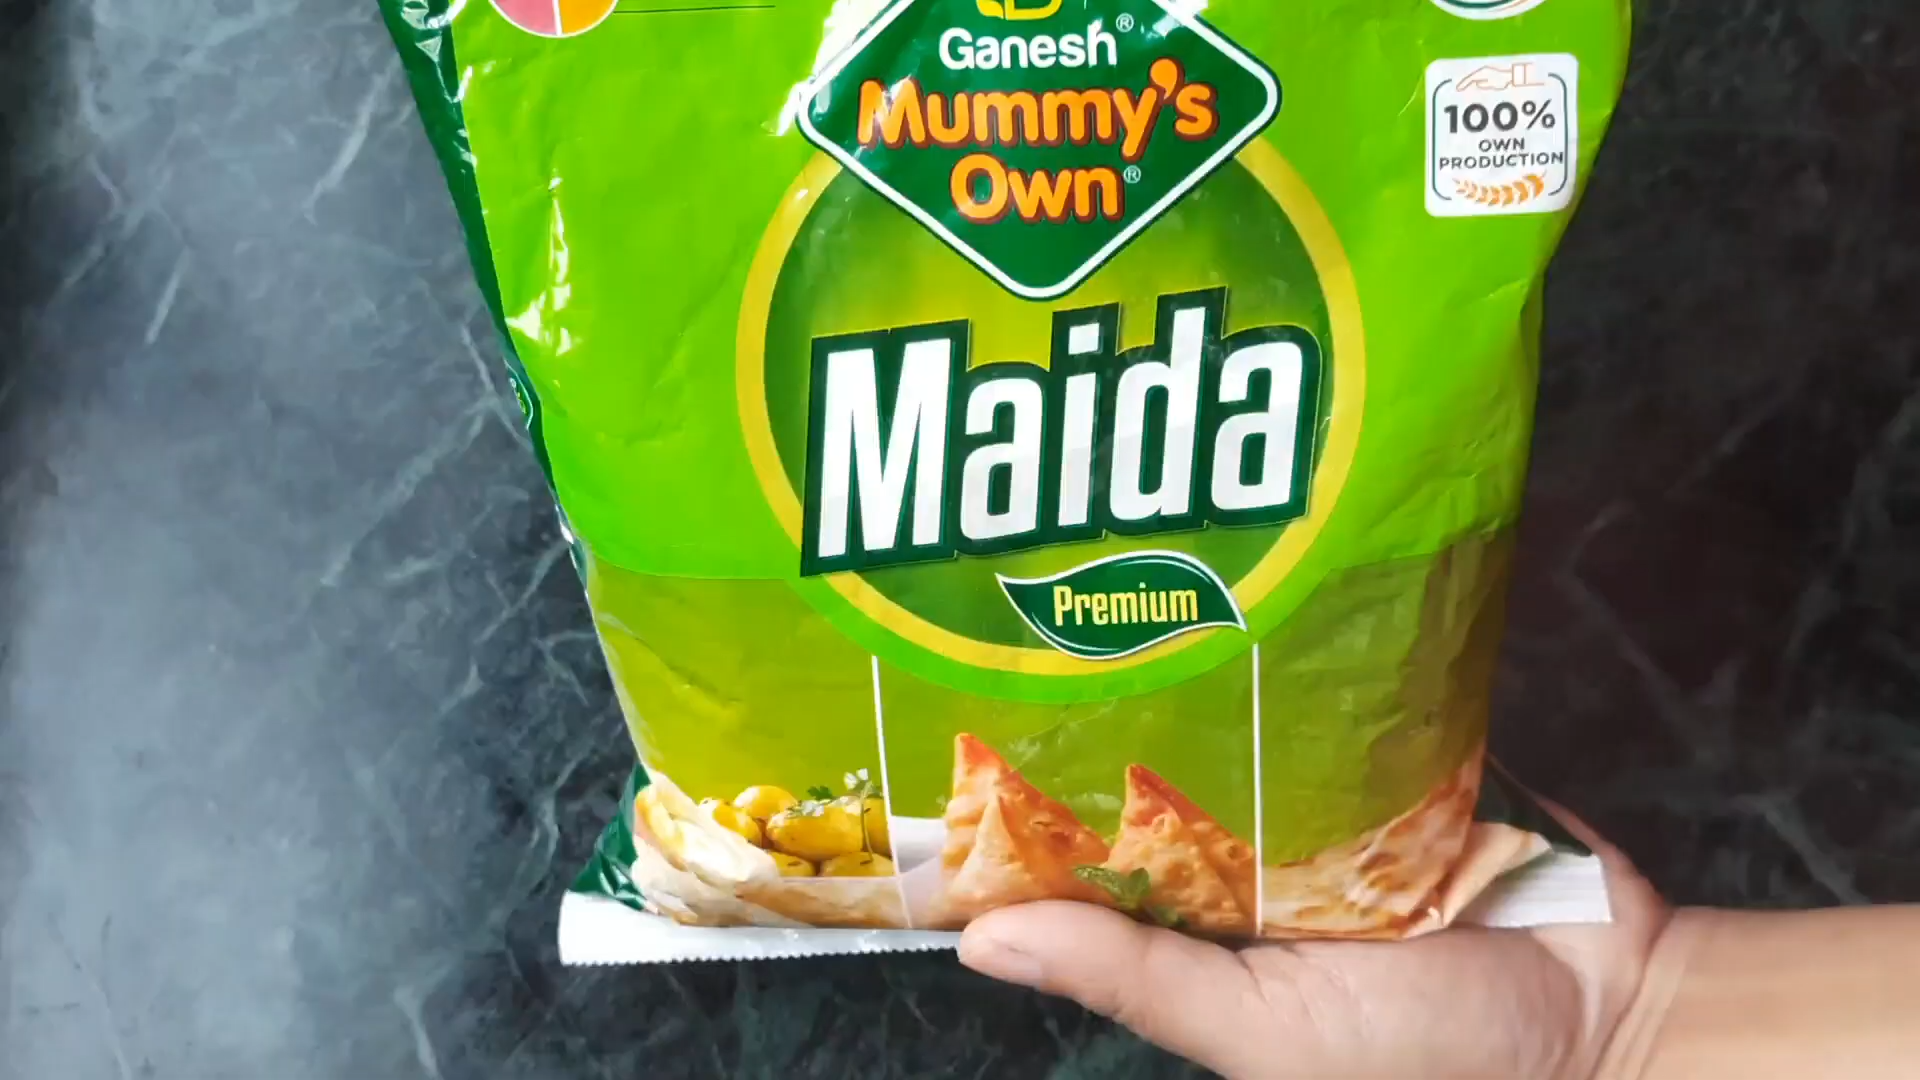 Ganesh®
Mummy's
Own®
100%
OWN
PRODUCTION
Maida
Premium